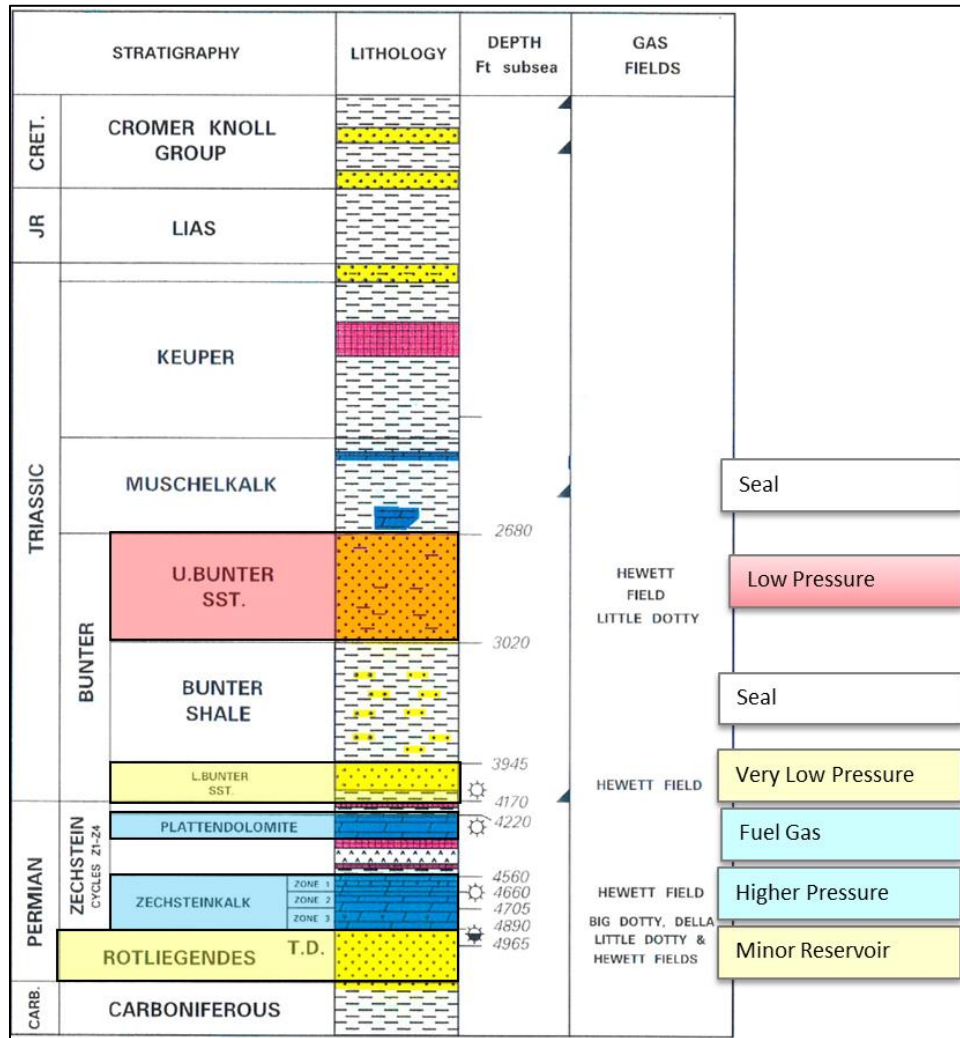 STRATIGRAPHY
LITHOLOGY
DEPTH
Ft subsea
GAS
FIELDS
CRET.
CROMER KNOLL
GROUP
JR
LIAS
TRIASSIC
KEUPER
MUSCHELKALK
Seal
2680
BUNTER
U.BUNTER
SST.
HEWETT
FIELD
LITTLE DOTTY
Low Pressure
3020
BUNTER
SHALE
Seal
3945
L.BUNTER
SST.
HEWETT FIELD
Very Low Pressure
4170
PERMIAN
ZECHSTEIN
CYCLES Z1-Z4
PLATTENDOLOMITE
4220
Fuel Gas
4560
ZECHSTEINKALK
ZONE 1
ZONE 2
ZONE 3
4660
4705
4890
HEWETT FIELD
Higher Pressure
BIG DOTTY, DELLA
LITTLE DOTTY &
HEWETT FIELDS
ROTLIEGENDES
T.D.
4965
Minor Reservoir
CARB.
CARBONIFEROUS